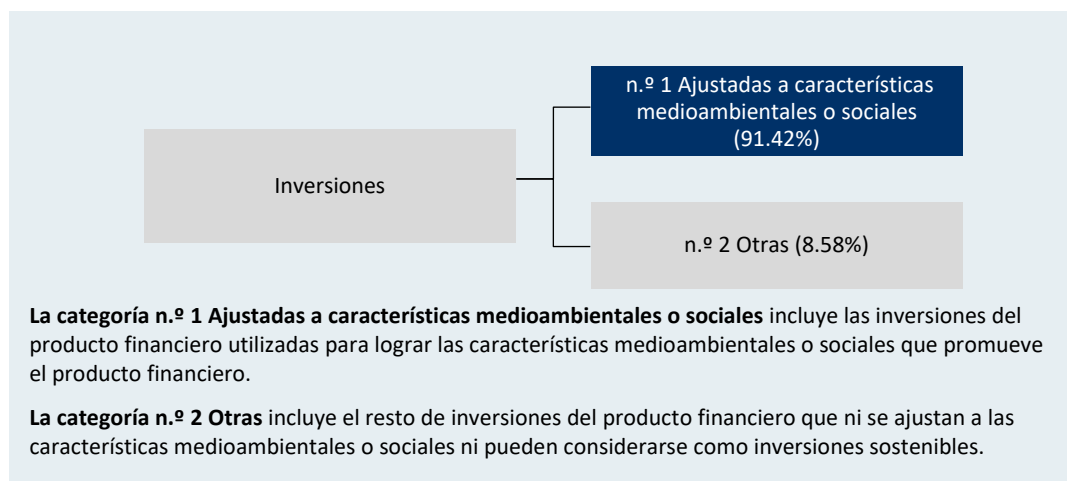 n.º 1 Ajustadas a características
medioambientales o sociales
(91.42%)
Inversiones
n.º 2 Otras (8.58%)
La categoría n.º 1 Ajustadas a características medioambientales o sociales incluye las inversiones del
producto financiero utilizadas para lograr las características medioambientales o sociales que promueve
el producto financiero.
La categoría n.º 2 Otras incluye el resto de inversiones del producto financiero que ni se ajustan a las
características medioambientales o sociales ni pueden considerarse como inversiones sostenibles.